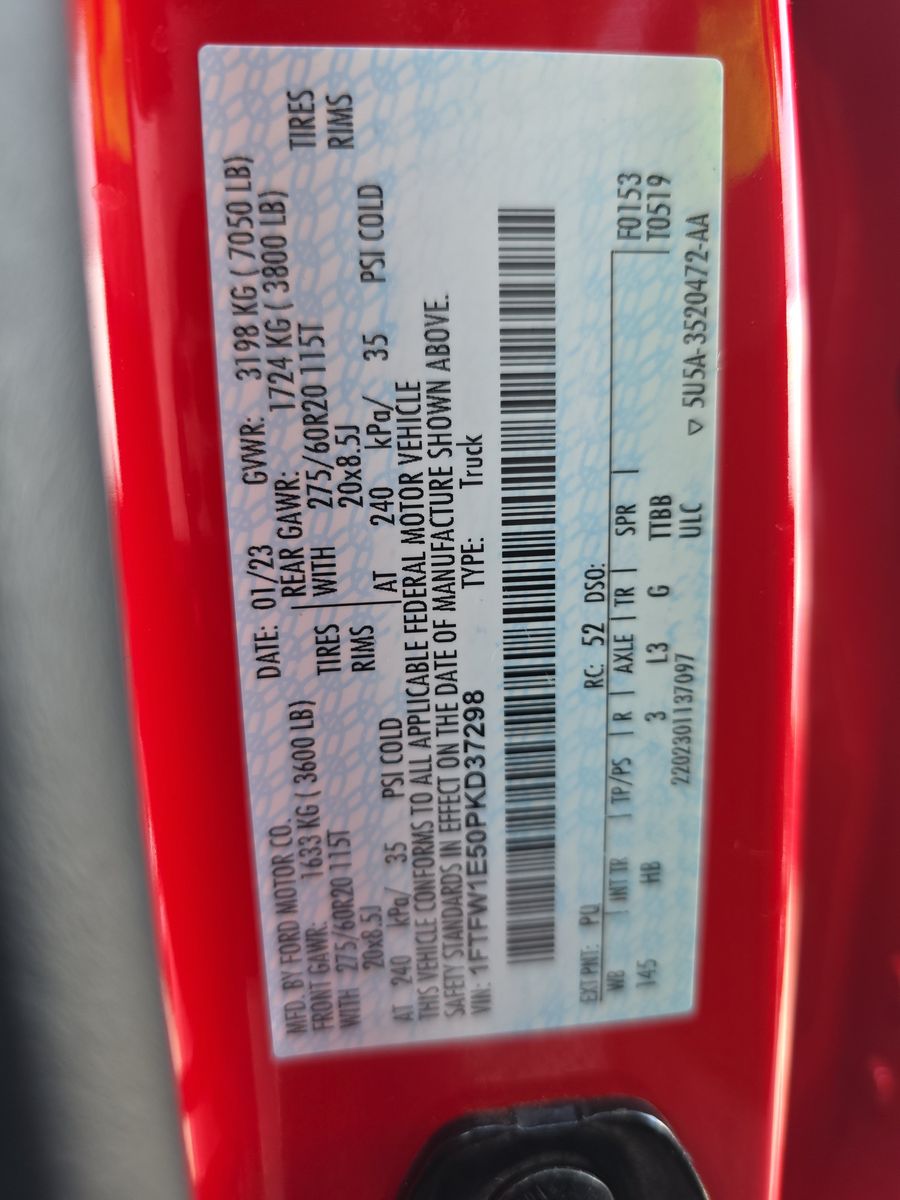 MFD. BY FORD MOTOR CO. DATE: 01/23 GVWR: 3198 KG ( 7050 LB)
FRONT GAWR: 1633 KG ( 3600 LB) REAR GAWR: 1724 KG ( 3800 LB)
WITH 275/60R20 115T TIRES WITH 275/60R20 115T TIRES
20x8.5J RIMS 20x8.5J RIMS
AT 240 kPa/ 35 PSI COLD AT 240 kPa/ 35 PSI COLD
THIS VEHICLE CONFORMS TO ALL APPLICABLE FEDERAL MOTOR VEHICLE
SAFETY STANDARDS IN EFFECT ON THE DATE OF MANUFACTURE SHOWN ABOVE.
VIN: 1FTFW1E50PKD37298 TYPE: Truck
EXT PNT: PQ RC: 52 DSO:
WB INT TR TP/PS R AXLE TR SPR F0153
145 HB 3 L3 G TTBB T0519
ULC
2202301137097 ▽ 5U5A-3520472-AA